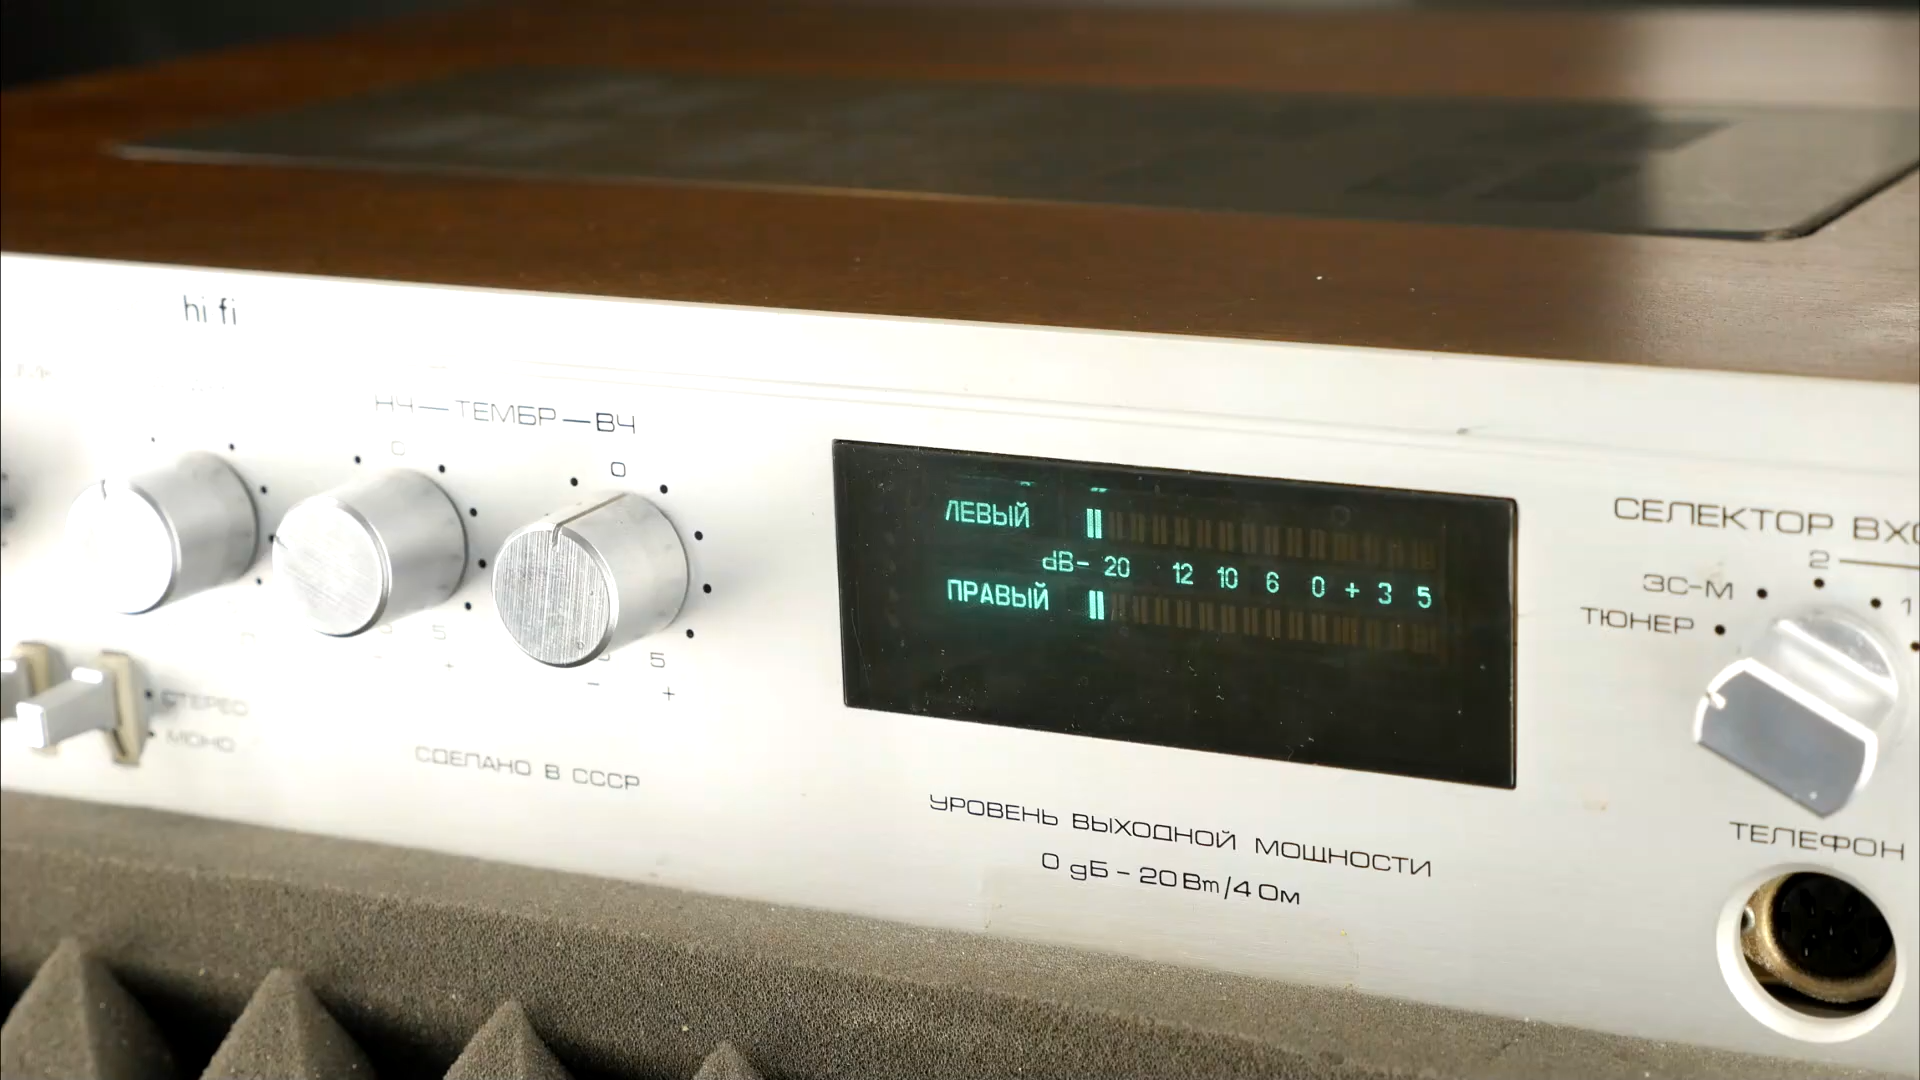 hi fi
НЧ—ТЕМБР—ВЧ
0
5
- +
5
- +
СТЕРЕО
МОНО
СДЕЛАНО В СССР
ЛЕВЫЙ
dB- 20 12 10 6 0 + 3 5
ПРАВЫЙ
УРОВЕНЬ ВЫХОДНОЙ МОЩНОСТИ
0 дБ - 20 Вт/4 Ом
СЕЛЕКТОР
2
1
ЗС-М
ТЮНЕР
ТЕЛЕФОН